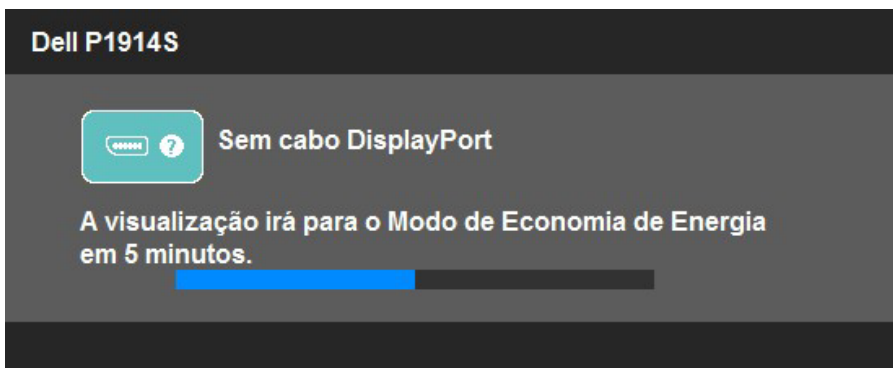 Dell P1914S
?
Sem cabo DisplayPort
A visualização irá para o Modo de Economia de Energia
em 5 minutos.